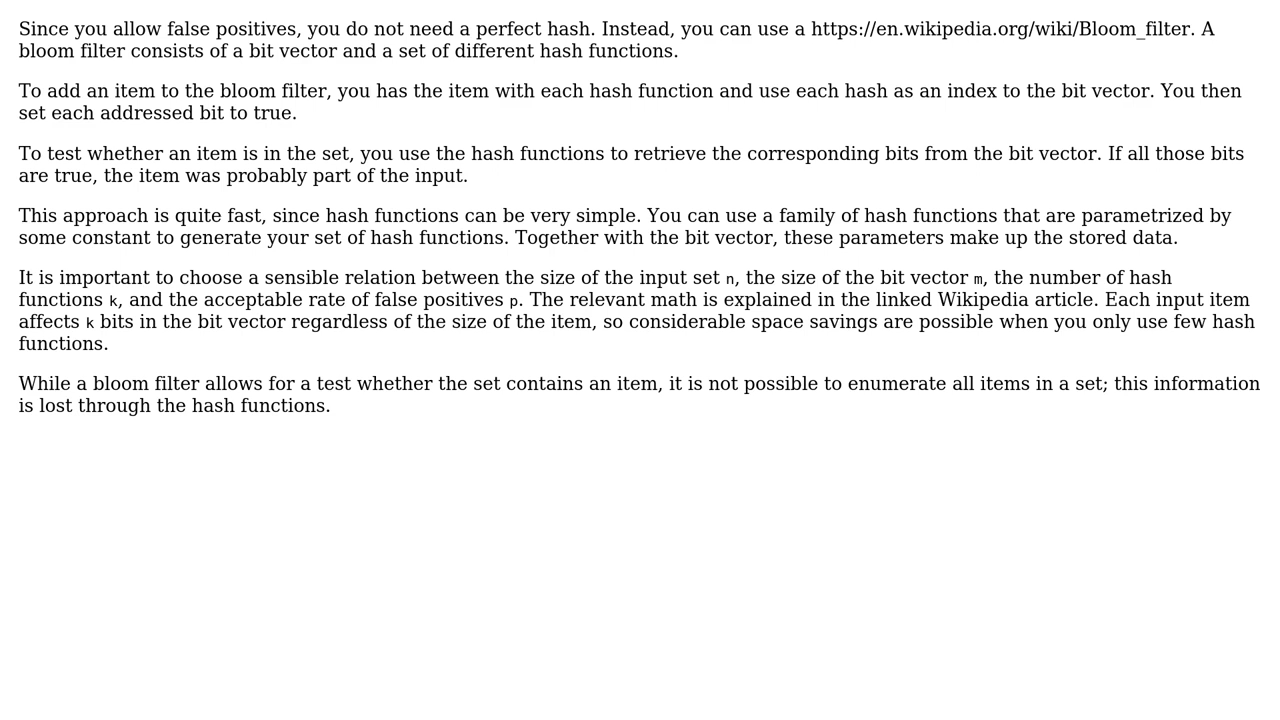 Since you allow false positives, you do not need a perfect hash. Instead, you can use a https://en.wikipedia.org/wiki/Bloom_filter. A
bloom filter consists of a bit vector and a set of different hash functions.
To add an item to the bloom filter, you has the item with each hash function and use each hash as an index to the bit vector. You then
set each addressed bit to true.
To test whether an item is in the set, you use the hash functions to retrieve the corresponding bits from the bit vector. If all those bits
are true, the item was probably part of the input.
This approach is quite fast, since hash functions can be very simple. You can use a family of hash functions that are parametrized by
some constant to generate your set of hash functions. Together with the bit vector, these parameters make up the stored data.
It is important to choose a sensible relation between the size of the input set n, the size of the bit vector m, the number of hash
functions k, and the acceptable rate of false positives p. The relevant math is explained in the linked Wikipedia article. Each input item
affects k bits in the bit vector regardless of the size of the item, so considerable space savings are possible when you only use few hash
functions.
While a bloom filter allows for a test whether the set contains an item, it is not possible to enumerate all items in a set; this information
is lost through the hash functions.